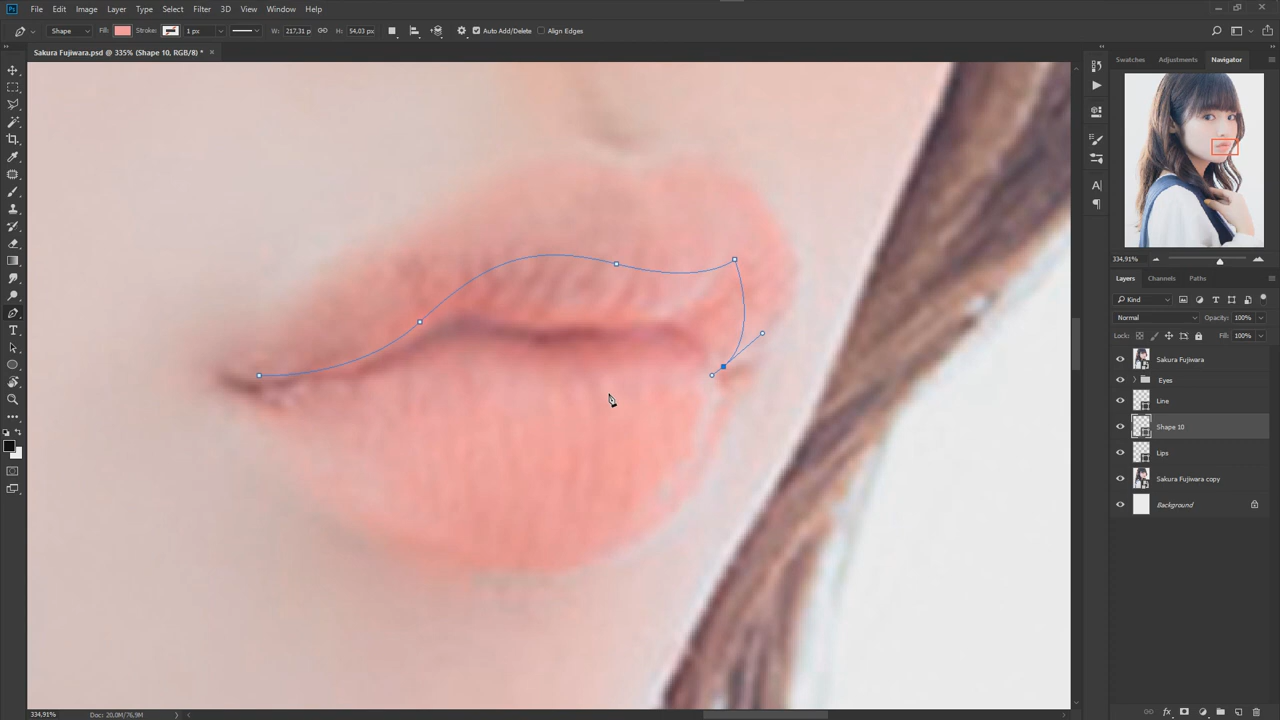 Ps File Edit Image Layer Type Select Filter 3D View Window Help
Shape Fill: Stroke: 1 px W: 217,31 p H: 54,03 px Auto Add/Delete Align Edges
Sakura Fujiwara.psd @ 335% (Shape 10, RGB/8) *
Swatches Adjustments Navigator
334,91%
Layers Channels Paths
Kind
Normal Opacity: 100%
Lock: Fill: 100%
Sakura Fujiwara
Eyes
Line
Shape 10
Lips
Sakura Fujiwara copy
Background
334,91% Doc: 20,0M/76,9M